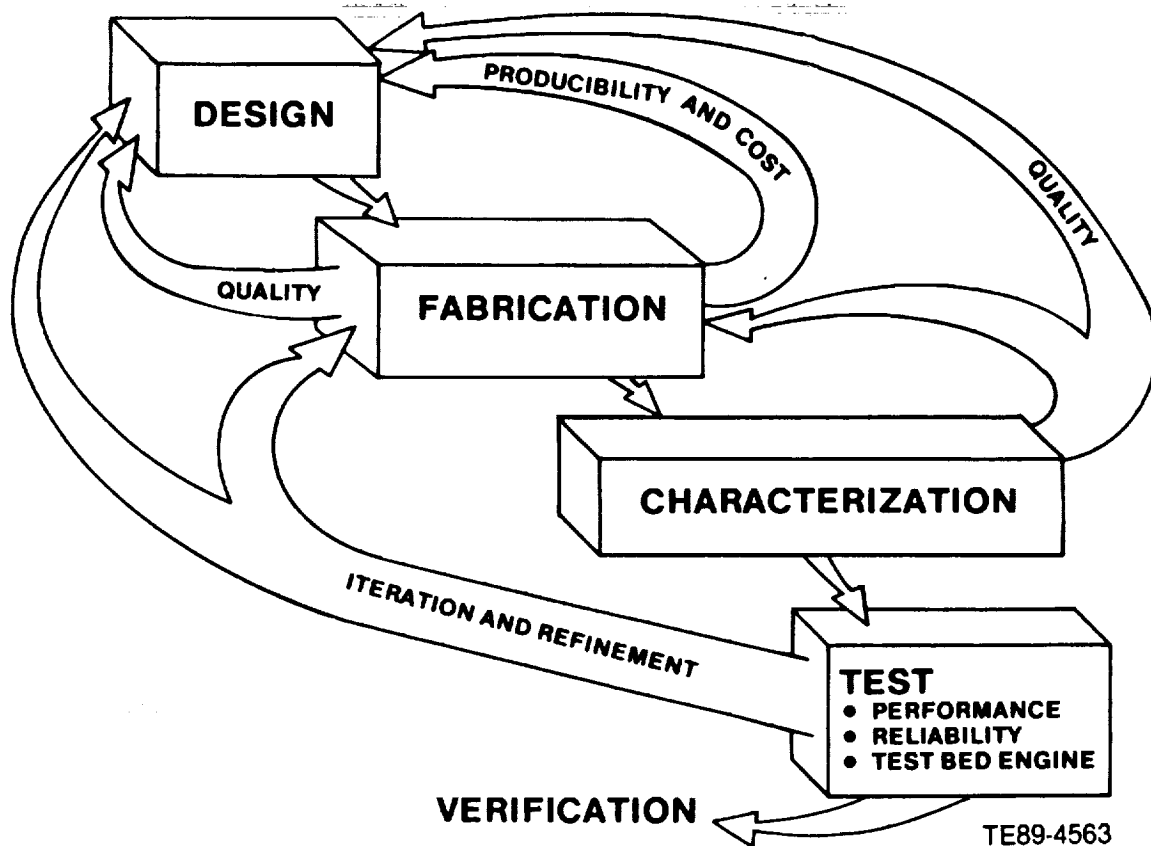 DESIGN
PRODUCIBILITY AND COST
QUALITY
QUALITY
FABRICATION
CHARACTERIZATION
ITERATION AND REFINEMENT
TEST
• PERFORMANCE
• RELIABILITY
• TEST BED ENGINE
VERIFICATION
TE89-4563